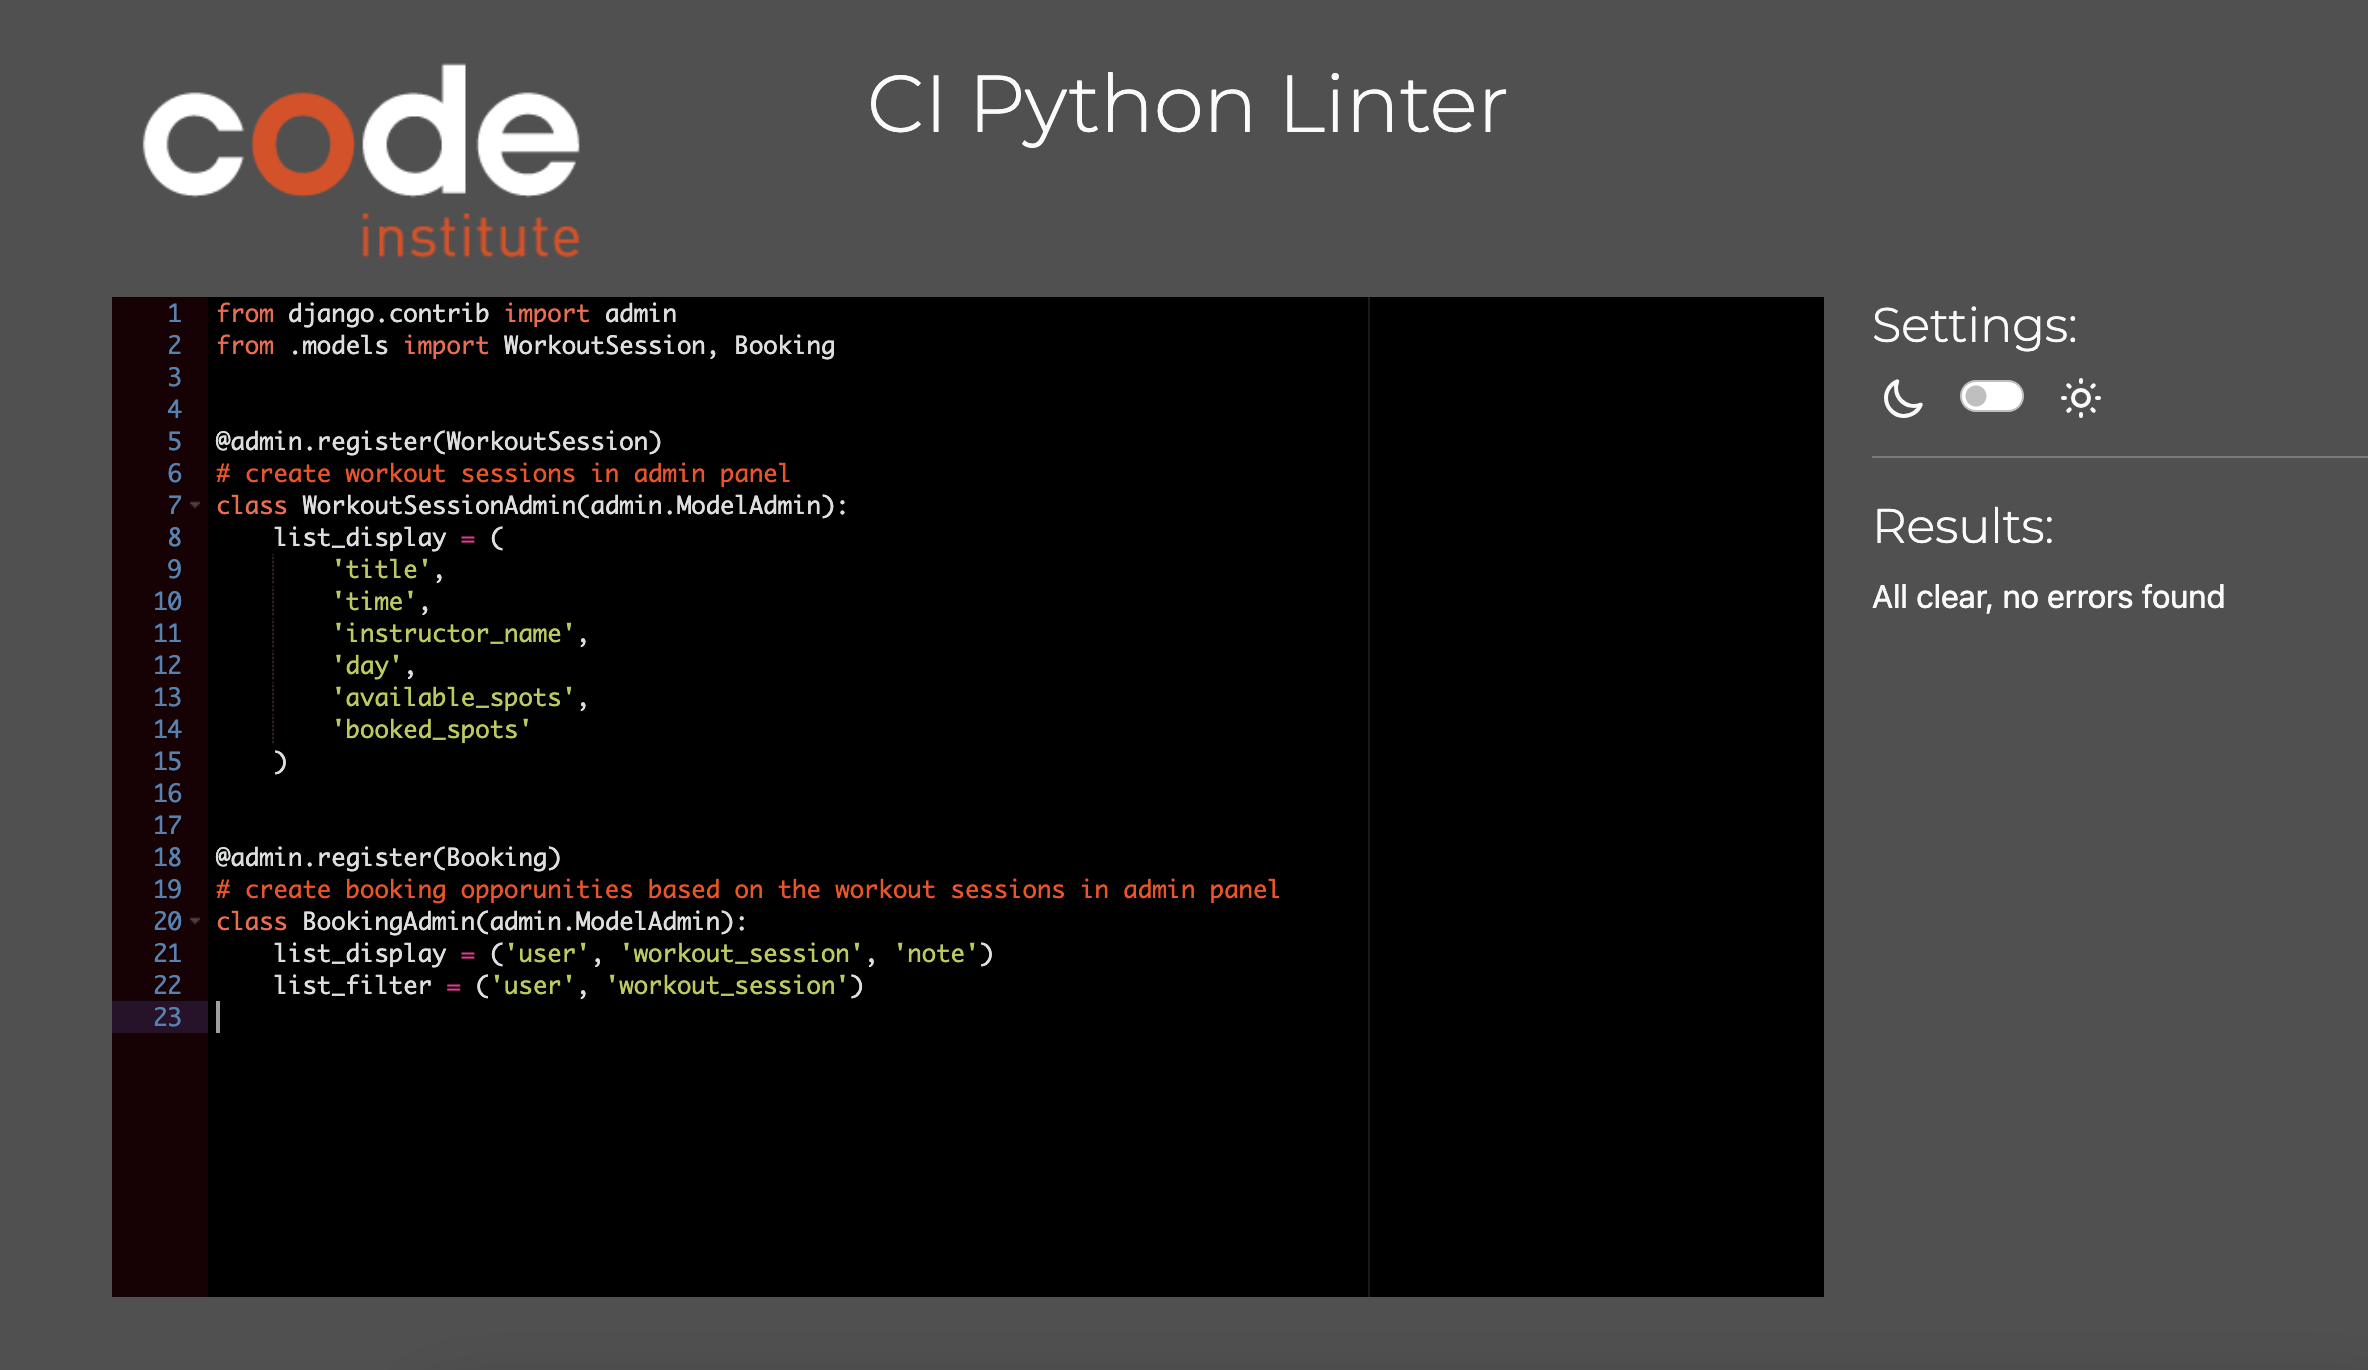 code
institute
CI Python Linter
1 from django.contrib import admin
2 from .models import WorkoutSession, Booking
3
4
5 @admin.register(WorkoutSession)
6 # create workout sessions in admin panel
7 class WorkoutSessionAdmin(admin.ModelAdmin):
8     list_display = (
9         'title',
10         'time',
11         'instructor_name',
12         'day',
13         'available_spots',
14         'booked_spots'
15     )
16
17
18 @admin.register(Booking)
19 # create booking opporunities based on the workout sessions in admin panel
20 class BookingAdmin(admin.ModelAdmin):
21     list_display = ('user', 'workout_session', 'note')
22     list_filter = ('user', 'workout_session')
23
Settings:
Results:
All clear, no errors found